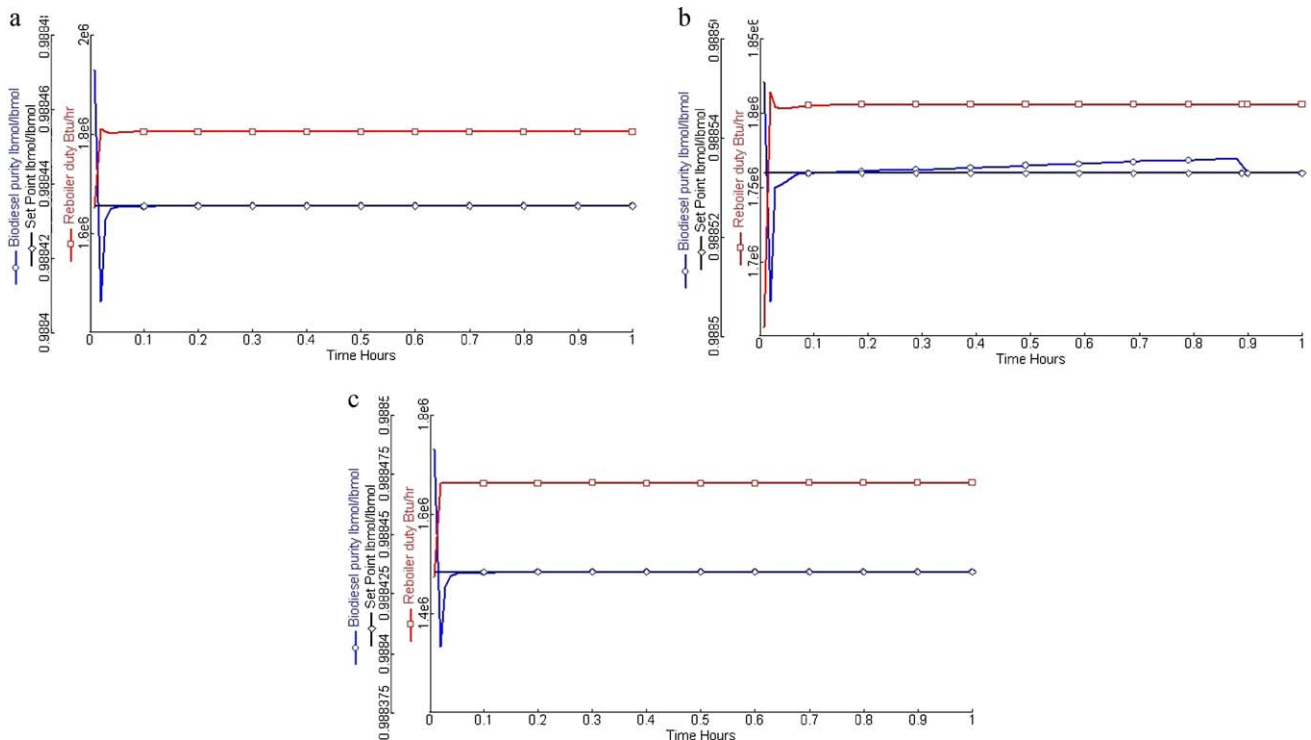 a
Biodiesel purity lbmol/lbmol
Set Point lbmol/lbmol
Reboiler duty Btu/hr
0.9884 0.98842 0.98844 0.98846 0.98848
1.6e6 1.8e6 2e6
0 0.1 0.2 0.3 0.4 0.5 0.6 0.7 0.8 0.9 1
Time Hours
b
Biodiesel purity lbmol/lbmol
Set Point lbmol/lbmol
Reboiler duty Btu/hr
0.9885 0.98852 0.98854 0.98856
1.7e6 1.75e6 1.8e6 1.85e6
0 0.1 0.2 0.3 0.4 0.5 0.6 0.7 0.8 0.9 1
Time Hours
c
Biodiesel purity lbmol/lbmol
Set Point lbmol/lbmol
Reboiler duty Btu/hr
0.988375 0.9884 0.988425 0.98845 0.988475 0.9885
1.4e6 1.6e6 1.8e6
0 0.1 0.2 0.3 0.4 0.5 0.6 0.7 0.8 0.9 1
Time Hours